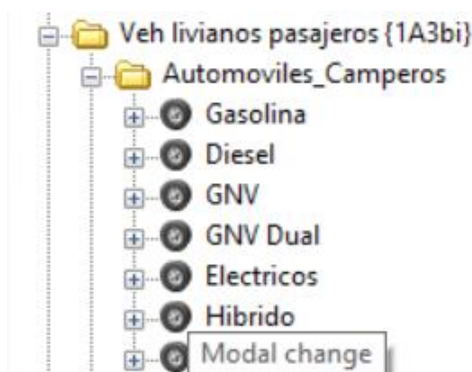 Veh livianos pasajeros {1A3bi}
Automoviles_Camperos
Gasolina
Diesel
GNV
GNV Dual
Electricos
Hibrido
Modal change